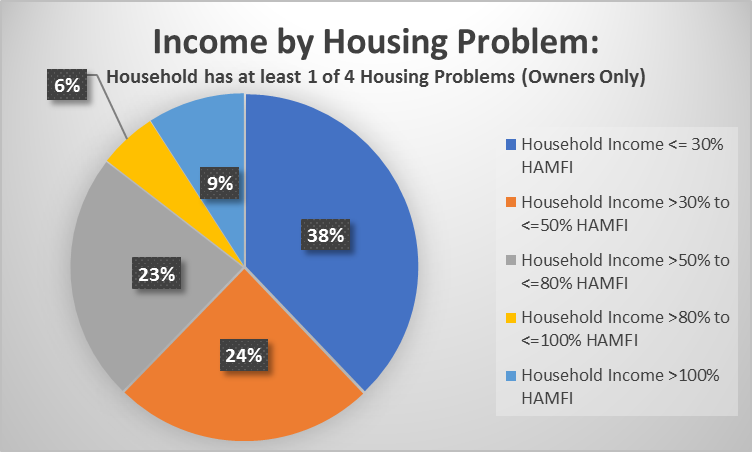 Income by Housing Problem:
Household has at least 1 of 4 Housing Problems (Owners Only)
6%
9%
38%
23%
24%
Household Income <= 30%
HAMFI
Household Income >30% to
<=50% HAMFI
Household Income >50% to
<=80% HAMFI
Household Income >80% to
<=100% HAMFI
Household Income >100%
HAMFI